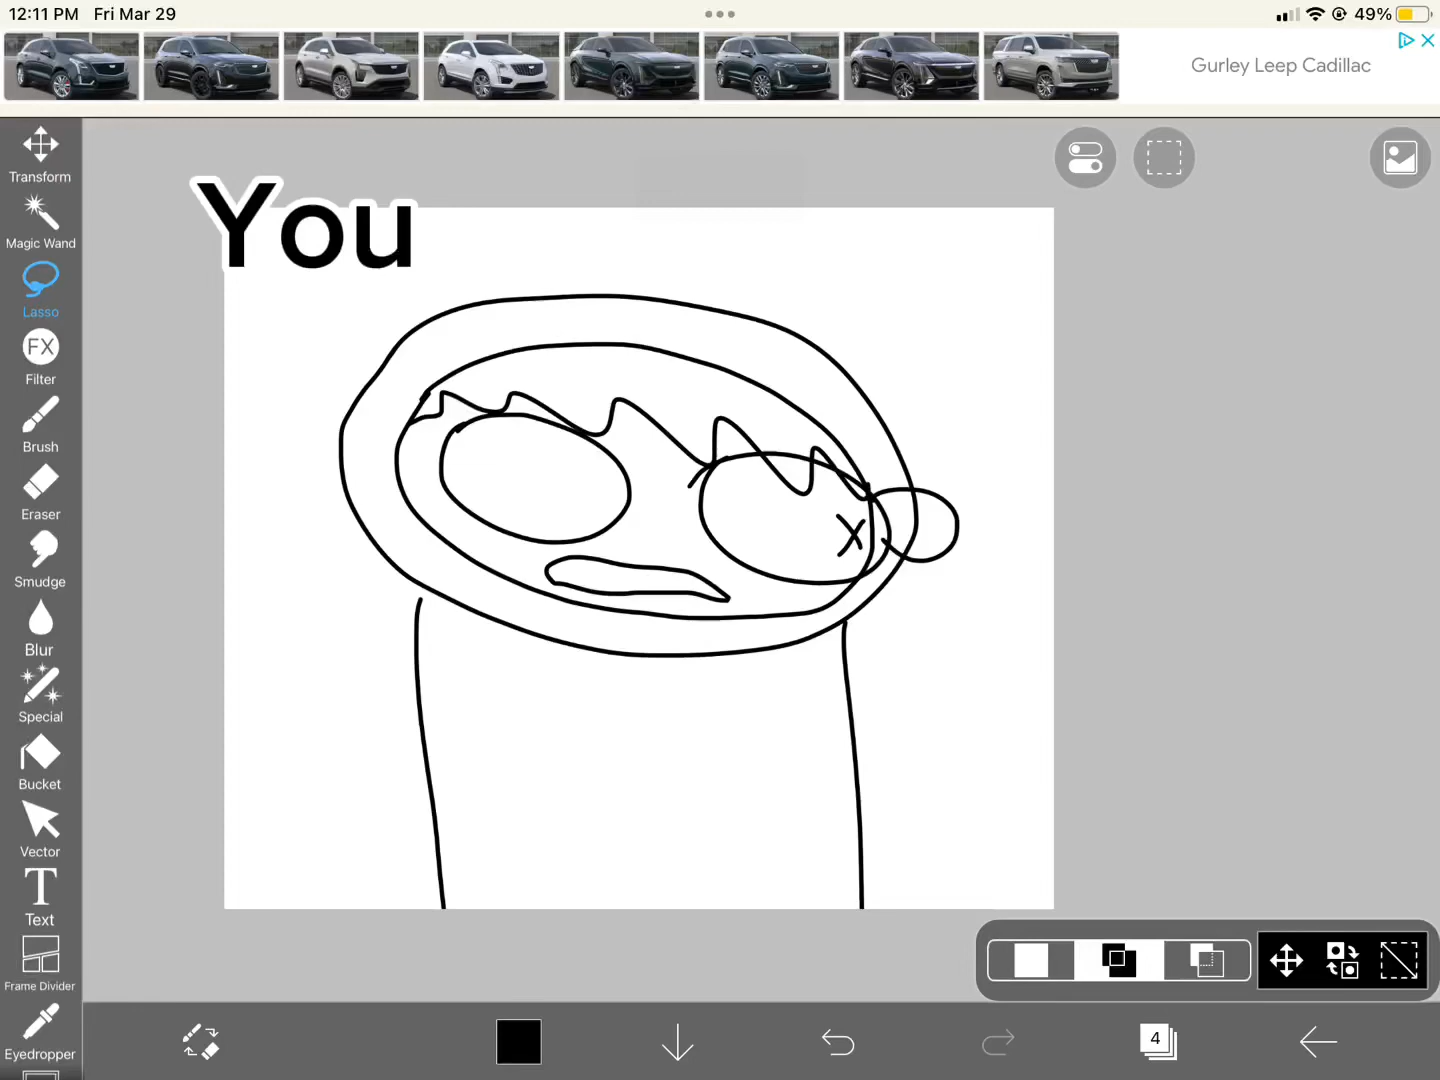 12:11 PM Fri Mar 29
49%
Gurley Leep Cadillac
Transform
Magic Wand
Lasso
FX
Filter
Brush
Eraser
Smudge
Blur
Special
Bucket
Vector
T
Text
Frame Divider
Eyedropper
You
X
4